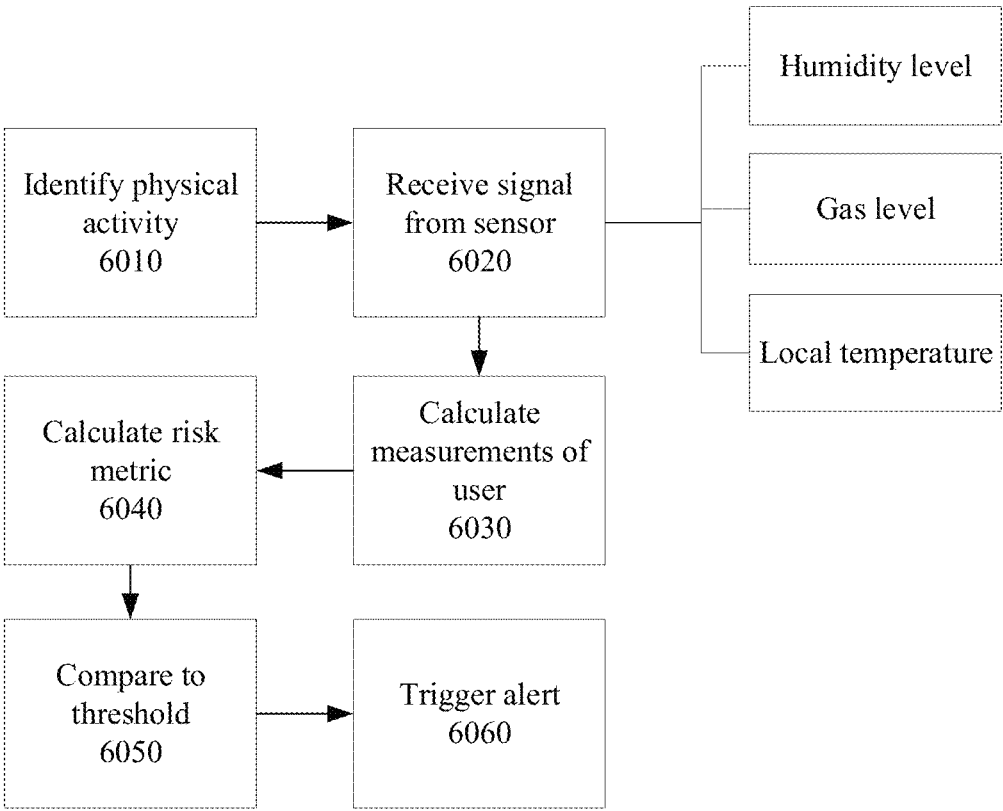 Identify physical
activity
6010
Receive signal
from sensor
6020
Humidity level
Gas level
Local temperature
Calculate
measurements of
user
6030
Calculate risk
metric
6040
Compare to
threshold
6050
Trigger alert
6060